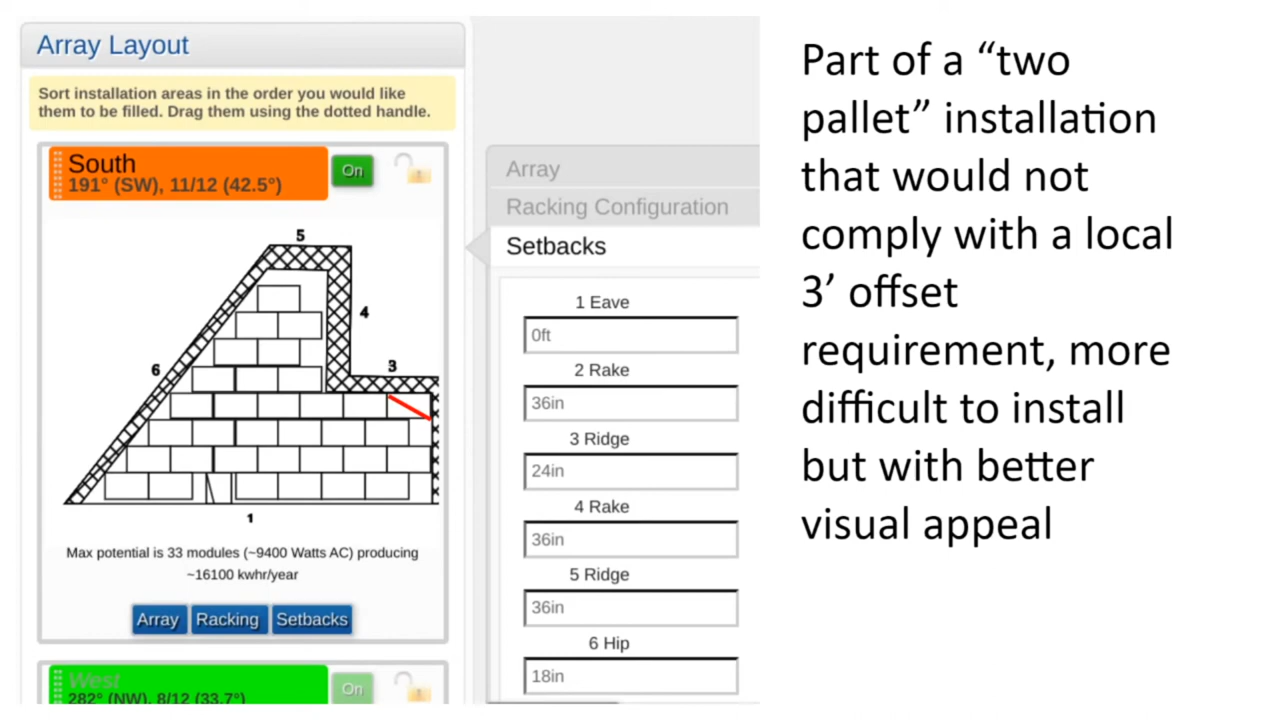 Array Layout
Sort installation areas in the order you would like
them to be filled. Drag them using the dotted handle.
South
191° (SW), 11/12 (42.5°)
On
5
4
3
6
1
Max potential is 33 modules (~9400 Watts AC) producing
~16100 kwhr/year
Array Racking Setbacks
West
282° (NW), 8/12 (33.7°)
On
Array
Racking Configuration
Setbacks
1 Eave
0ft
2 Rake
36in
3 Ridge
24in
4 Rake
36in
5 Ridge
36in
6 Hip
18in
Part of a “two
pallet” installation
that would not
comply with a local
3’ offset
requirement, more
difficult to install
but with better
visual appeal